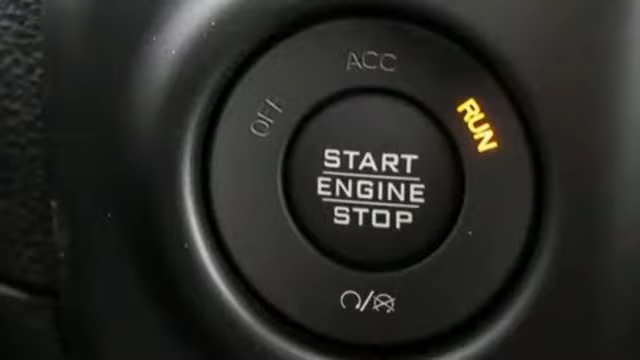 ACC
OFF
RUN
START
ENGINE
STOP